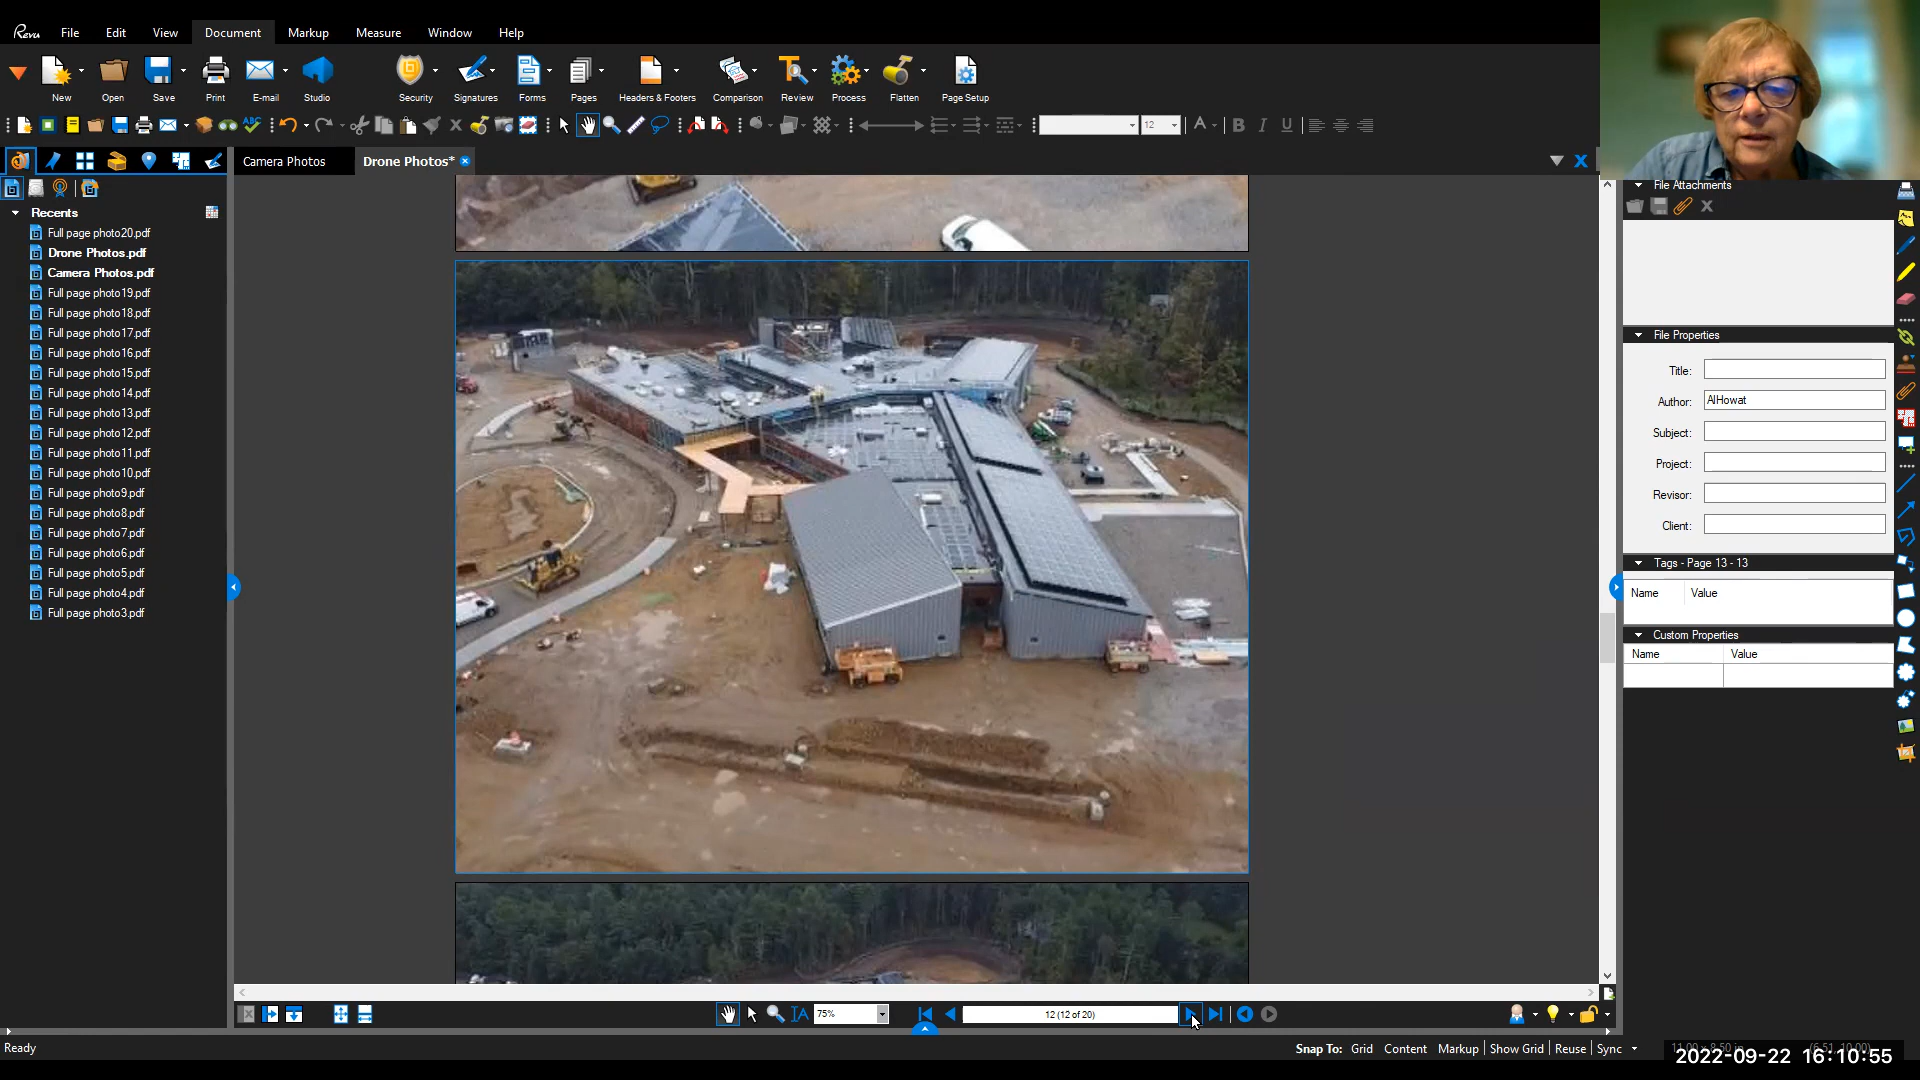 Revu File Edit View Document Markup Measure Window Help
New Open Save Print E-mail Studio Security Signatures Forms Pages Headers & Footers Comparison Review Process Flatten Page Setup
12
Camera Photos Drone Photos*
Recents
Full page photo20.pdf
Drone Photos.pdf
Camera Photos.pdf
Full page photo19.pdf
Full page photo18.pdf
Full page photo17.pdf
Full page photo16.pdf
Full page photo15.pdf
Full page photo14.pdf
Full page photo13.pdf
Full page photo12.pdf
Full page photo11.pdf
Full page photo10.pdf
Full page photo9.pdf
Full page photo8.pdf
Full page photo7.pdf
Full page photo6.pdf
Full page photo5.pdf
Full page photo4.pdf
Full page photo3.pdf
File Attachments
File Properties
Title:
Author: AlHowat
Subject:
Project:
Revisor:
Client:
Tags - Page 13 - 13
Name Value
Custom Properties
Name Value
75% 12 (12 of 20)
Ready Snap To: Grid Content Markup Show Grid Reuse Sync
2022-09-22 16:10:55